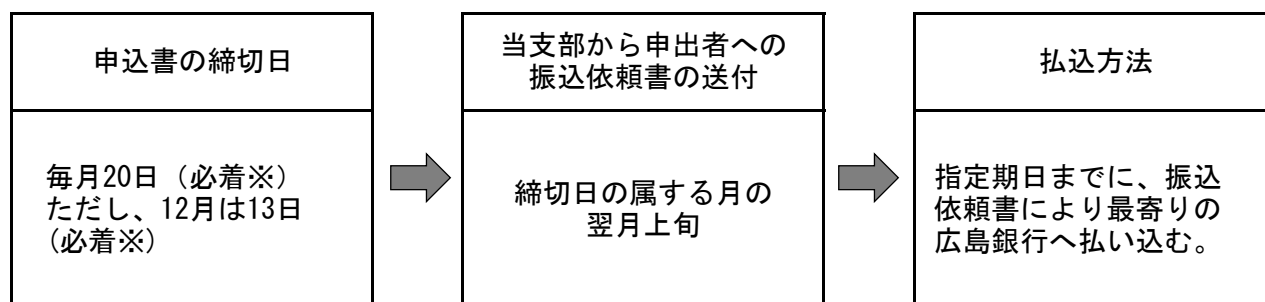 申込書の締切日
毎月20日（必着※）
ただし、12月は13日
(必着※)
当支部から申出者への
振込依頼書の送付
締切日の属する月の
翌月上旬
払込方法
指定期日までに、振込
依頼書により最寄りの
広島銀行へ払い込む。